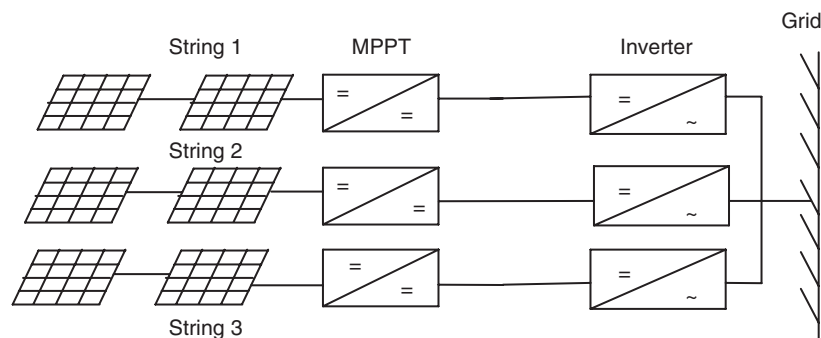 Grid
String 1 MPPT Inverter
= = = ~
String 2
= = = ~
= = = ~
String 3